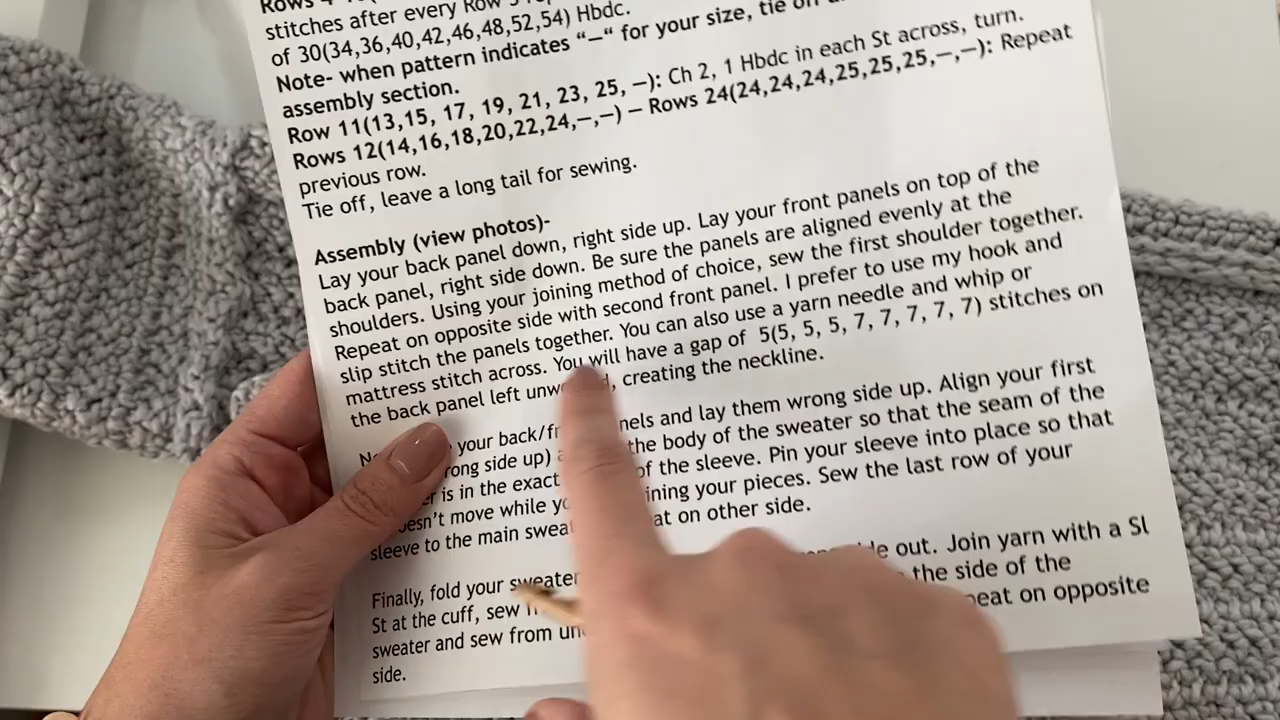 Rows 4
stitches after every Row 3
of 30(34,36,40,42,46,48,52,54) Hbdc.
Note- when pattern indicates “—“ for your size, tie off
assembly section.
Row 11(13,15, 17, 19, 21, 23, 25, —): Ch 2, 1 Hbdc in each St across, turn.
Rows 12(14,16,18,20,22,24,—,—) — Rows 24(24,24,24,25,25,25,—,—): Repeat
previous row.
Tie off, leave a long tail for sewing.
Assembly (view photos)-
Lay your back panel down, right side up. Lay your front panels on top of the
back panel, right side down. Be sure the panels are aligned evenly at the
shoulders. Using your joining method of choice, sew the first shoulder together.
Repeat on opposite side with second front panel. I prefer to use my hook and
slip stitch the panels together. You can also use a yarn needle and whip or
mattress stitch across. You will have a gap of 5(5, 5, 5, 7, 7, 7, 7, 7) stitches on
the back panel left , creating the neckline.
your and lay them wrong side up. Align your first
side up) the body of the sweater so that the seam of the
is in the exact of the sleeve. Pin your sleeve into place so that
move while your pieces. Sew the last row of your
sleeve to the main on other side.
Finally, fold your sweater out. Join yarn with a Sl
St at the cuff, sew the side of the
sweater and sew from on opposite
side.